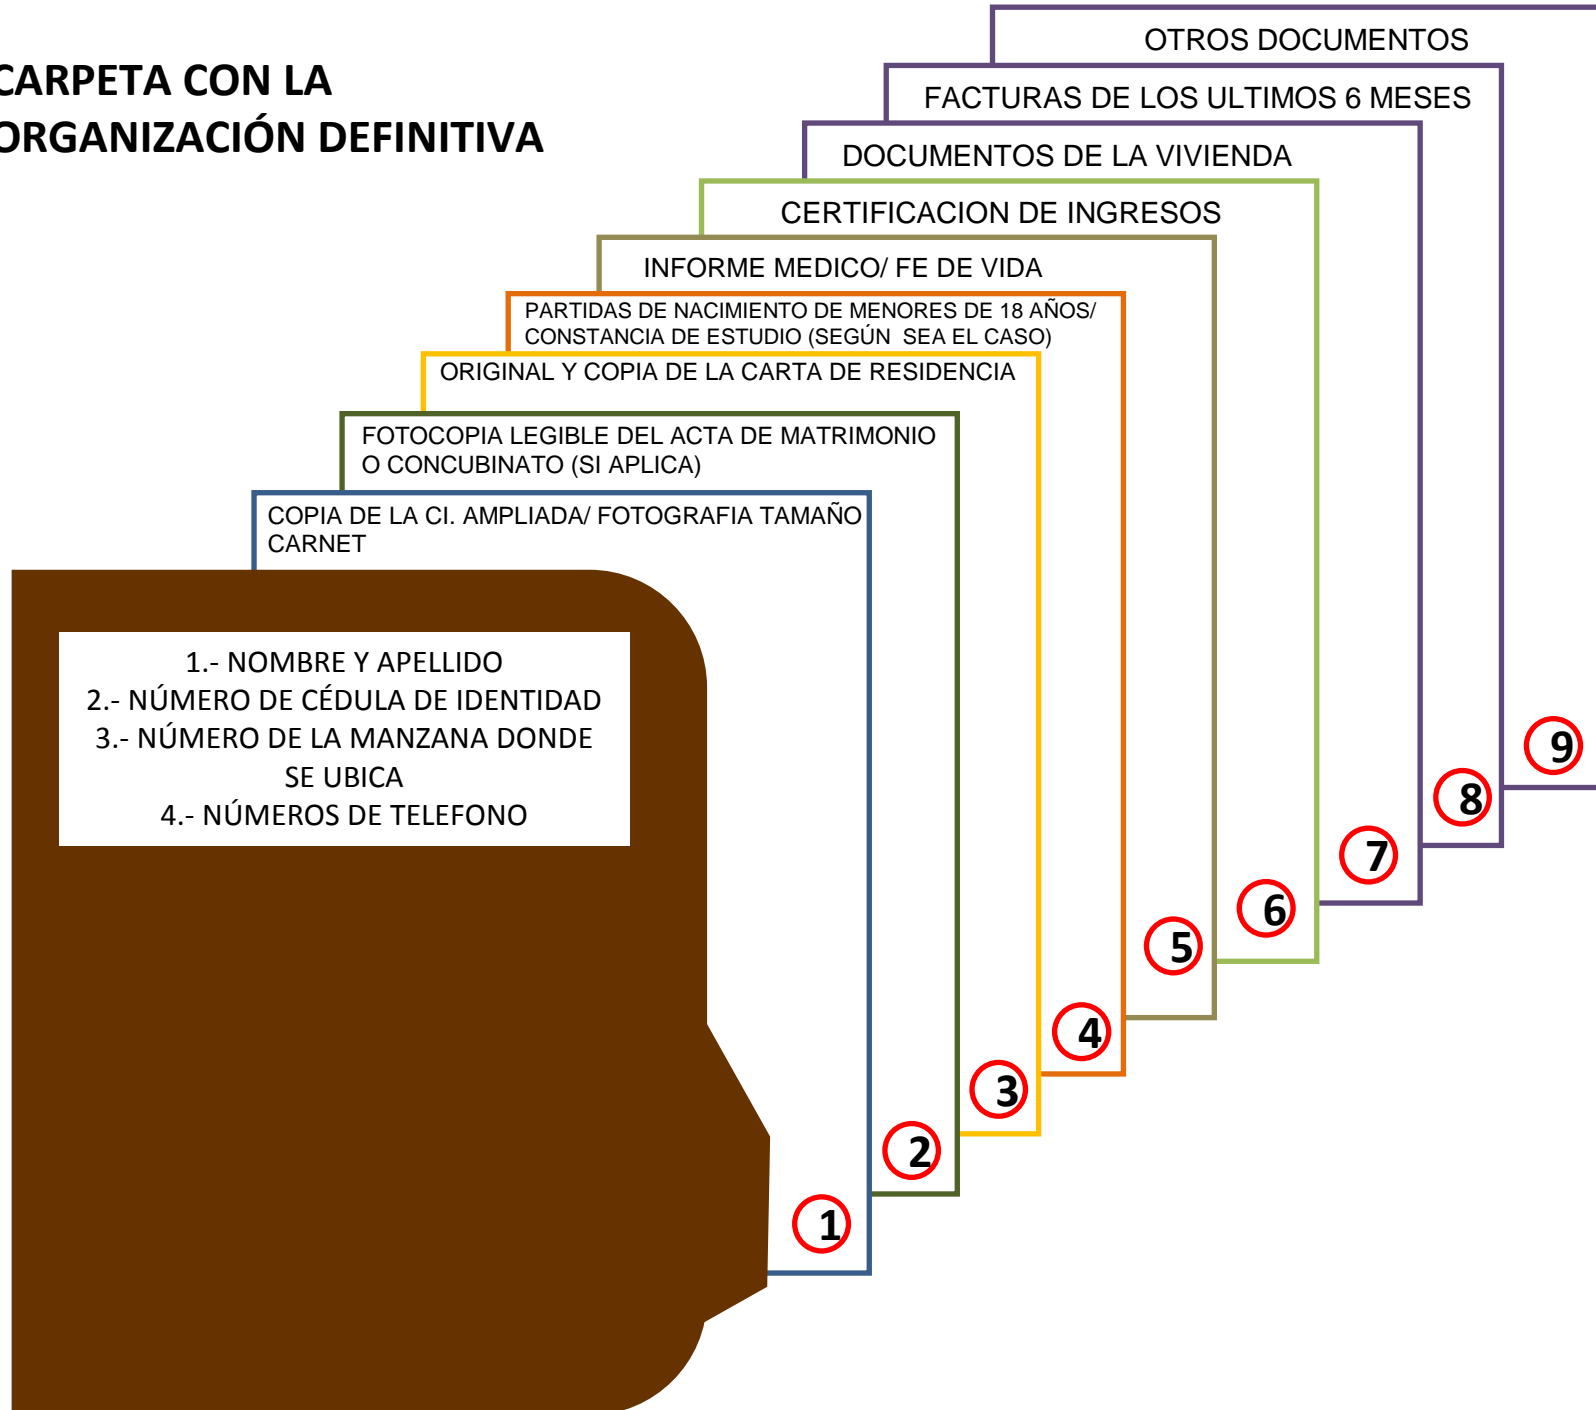 CARPETA CON LA
ORGANIZACIÓN DEFINITIVA
OTROS DOCUMENTOS
FACTURAS DE LOS ULTIMOS 6 MESES
DOCUMENTOS DE LA VIVIENDA
CERTIFICACION DE INGRESOS
INFORME MEDICO/ FE DE VIDA
PARTIDAS DE NACIMIENTO DE MENORES DE 18 AÑOS/
CONSTANCIA DE ESTUDIO (SEGÚN  SEA EL CASO)
ORIGINAL Y COPIA DE LA CARTA DE RESIDENCIA
FOTOCOPIA LEGIBLE DEL ACTA DE MATRIMONIO
O CONCUBINATO (SI APLICA)
COPIA DE LA CI. AMPLIADA/ FOTOGRAFIA TAMAÑO
CARNET
1.- NOMBRE Y APELLIDO
2.- NÚMERO DE CÉDULA DE IDENTIDAD
3.- NÚMERO DE LA MANZANA DONDE
SE UBICA
4.- NÚMEROS DE TELEFONO
9
8
7
6
5
4
3
2
1